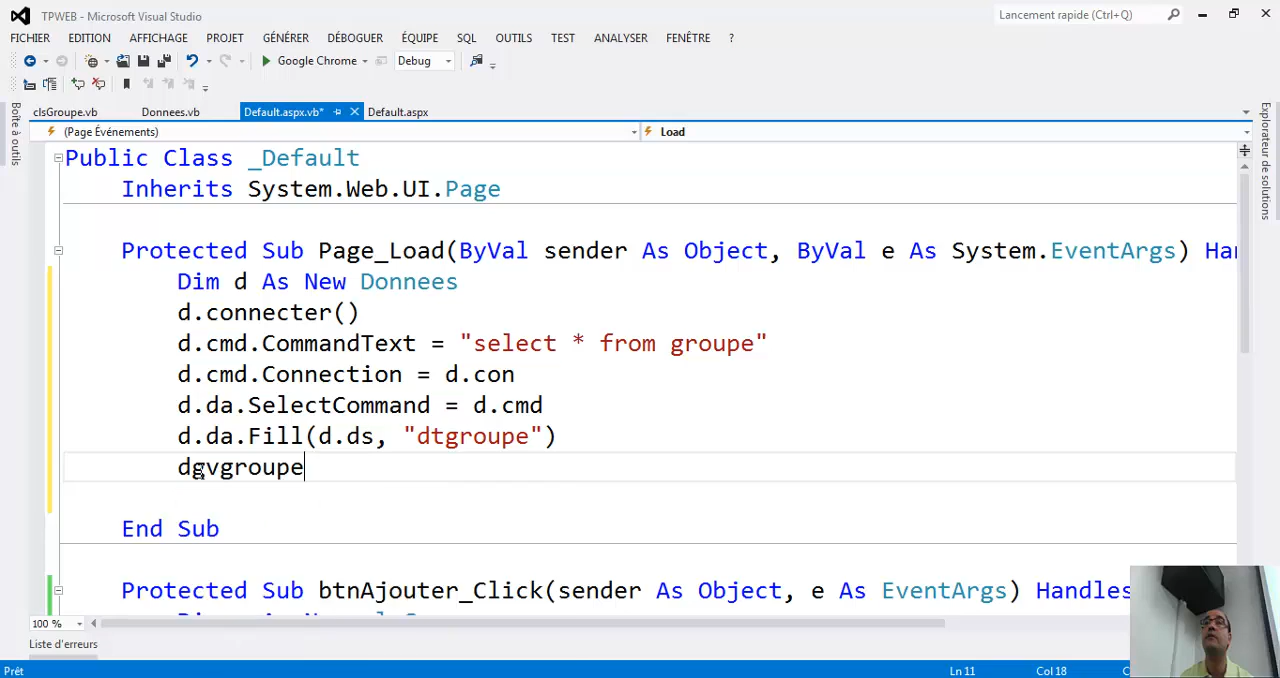 TPWEB - Microsoft Visual Studio
Lancement rapide (Ctrl+Q)
FICHIER EDITION AFFICHAGE PROJET GÉNÉRER DÉBOGUER ÉQUIPE SQL OUTILS TEST ANALYSER FENÊTRE ?
Google Chrome Debug
clsGroupe.vb Donnees.vb Default.aspx.vb* Default.aspx
Boîte à outils
Explorateur de solutions
(Page Événements) Load
Public Class _Default
Inherits System.Web.UI.Page
Protected Sub Page_Load(ByVal sender As Object, ByVal e As System.EventArgs) Han
Dim d As New Donnees
d.connecter()
d.cmd.CommandText = "select * from groupe"
d.cmd.Connection = d.con
d.da.SelectCommand = d.cmd
d.da.Fill(d.ds, "dtgroupe")
dgvgroupe
End Sub
Protected Sub btnAjouter_Click(sender As Object, e As EventArgs) Handles
100 %
Liste d'erreurs
Prêt Ln 11 Col 18